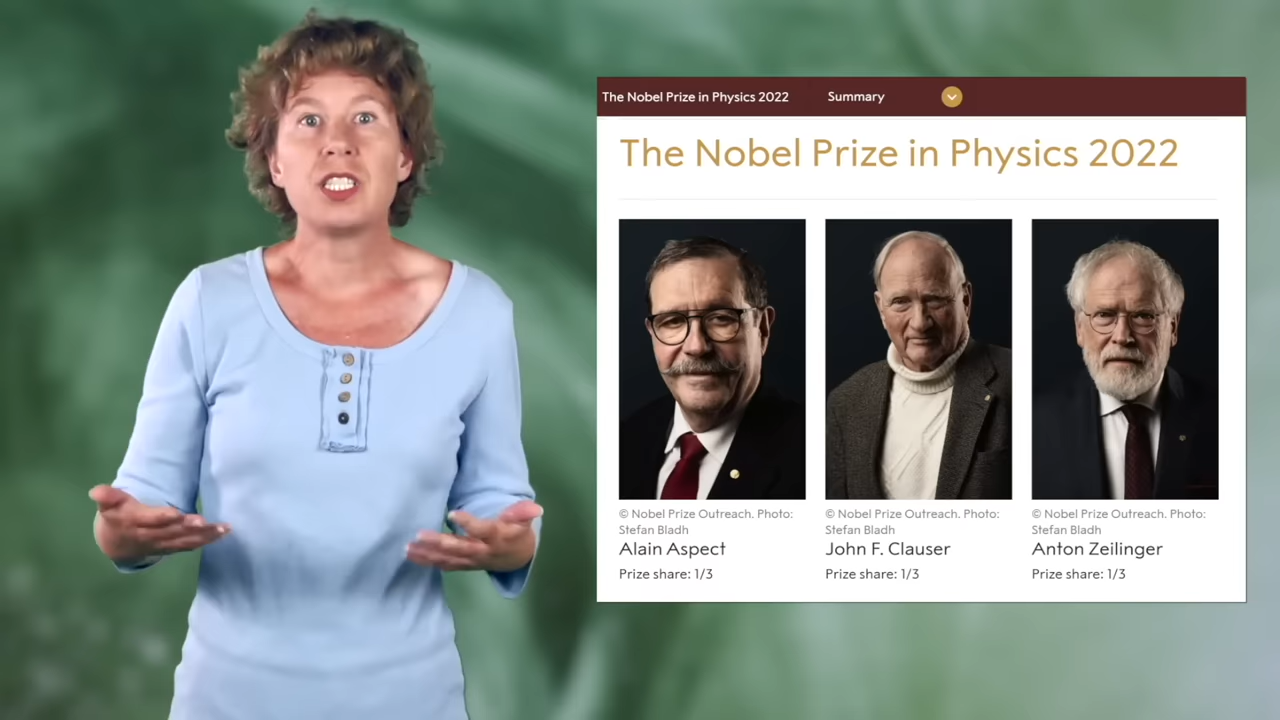 The Nobel Prize in Physics 2022 Summary
The Nobel Prize in Physics 2022
© Nobel Prize Outreach. Photo:
Stefan Bladh
Alain Aspect
Prize share: 1/3
© Nobel Prize Outreach. Photo:
Stefan Bladh
John F. Clauser
Prize share: 1/3
© Nobel Prize Outreach. Photo:
Stefan Bladh
Anton Zeilinger
Prize share: 1/3